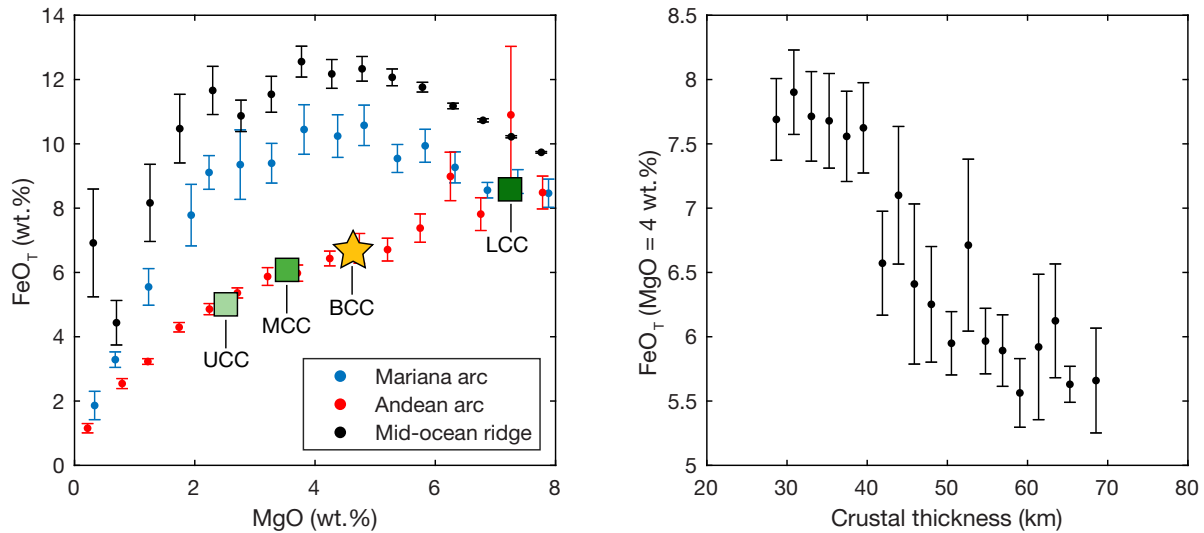 14
12
10
8
6
4
2
0
FeO_T (wt.%)
LCC
BCC
MCC
UCC
Mariana arc
Andean arc
Mid-ocean ridge
0 2 4 6 8
MgO (wt.%)
8.5
8
7.5
7
6.5
6
5.5
5
FeO_T (MgO = 4 wt.%)
20 30 40 50 60 70 80
Crustal thickness (km)